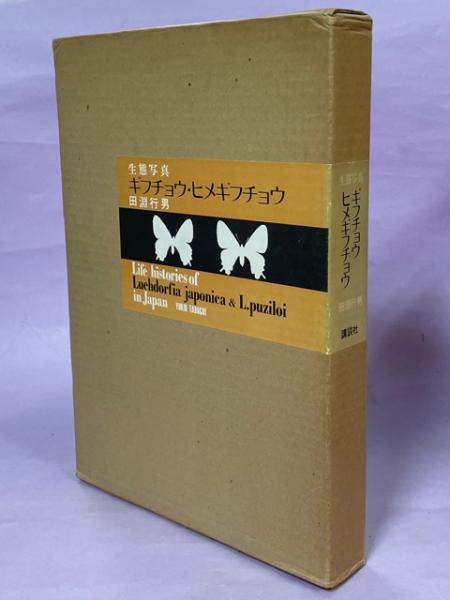 生態写真
ギフチョウ・ヒメギフチョウ
田淵行男
Life histories of
Luehdorfia japonica & L.puziloi
in Japan YUKIO TABUCHI
生態写真
ギフチョウ
ヒメギフチョウ
田淵行男
講談社